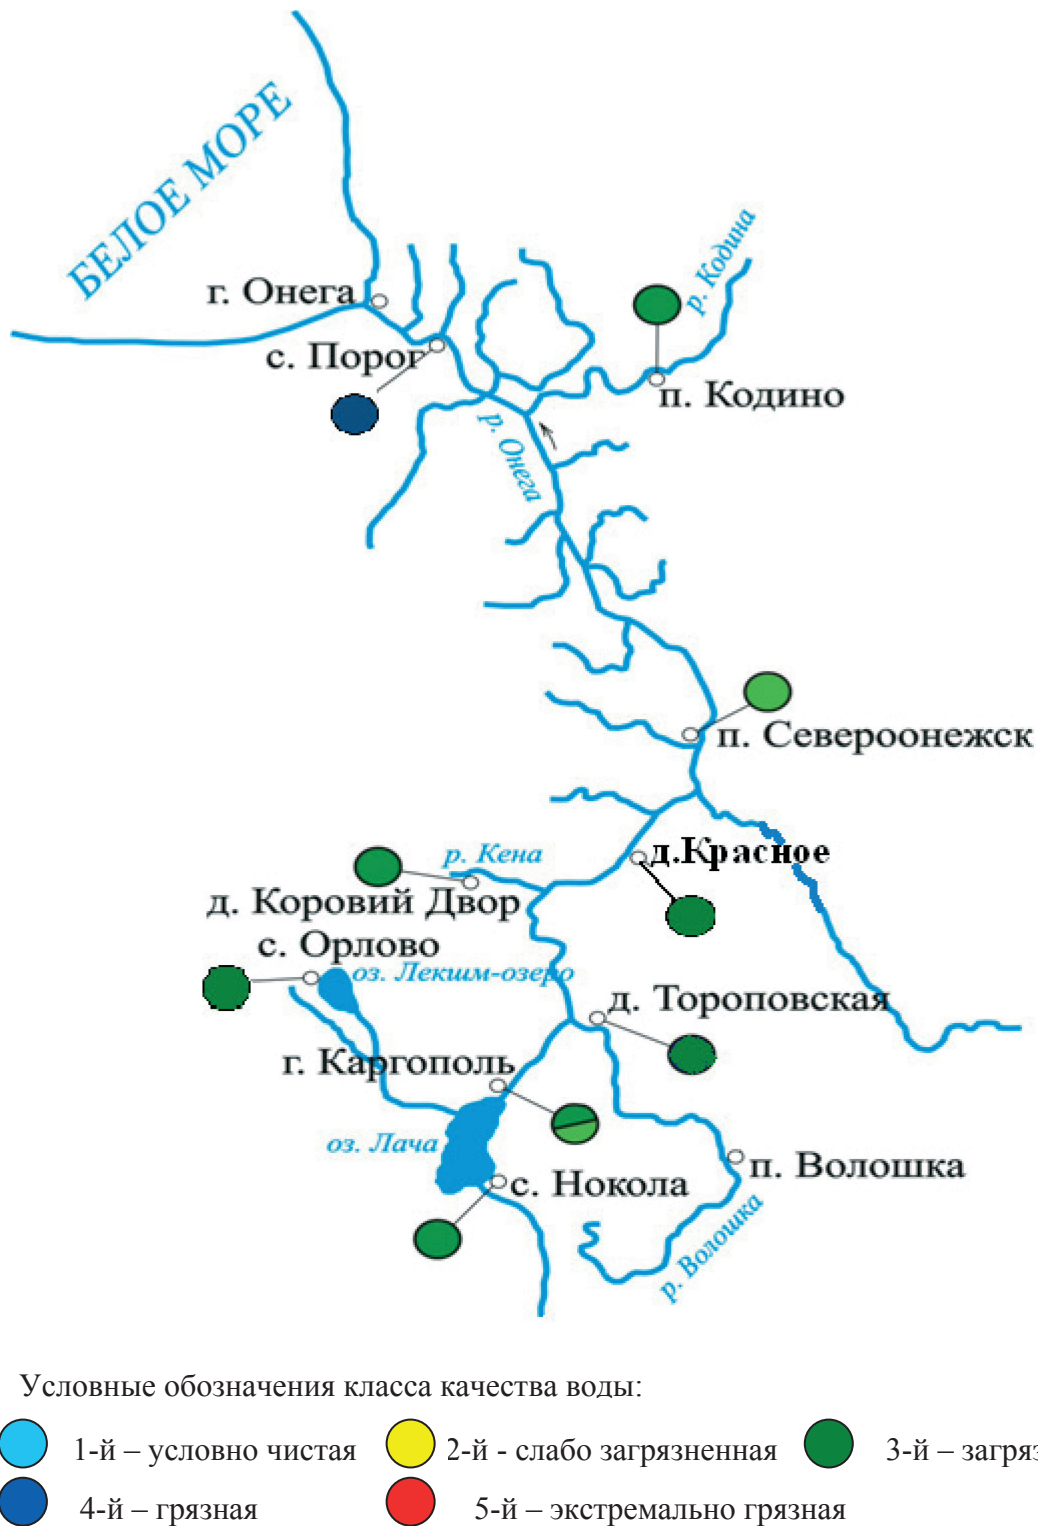 БЕЛОЕ МОРЕ
р. Кодина
г. Онега
с. Порог
п. Кодино
р. Онега
п. Североонежск
д.Красное
р. Кена
д. Коровий Двор
с. Орлово
оз. Лекшм-озеро
д. Тороповская
г. Каргополь
оз. Лача
п. Волошка
с. Нокола
р. Волошка
Условные обозначения класса качества воды:
1-й – условно чистая 2-й - слабо загрязненная 3-й – загряз
4-й – грязная 5-й – экстремально грязная